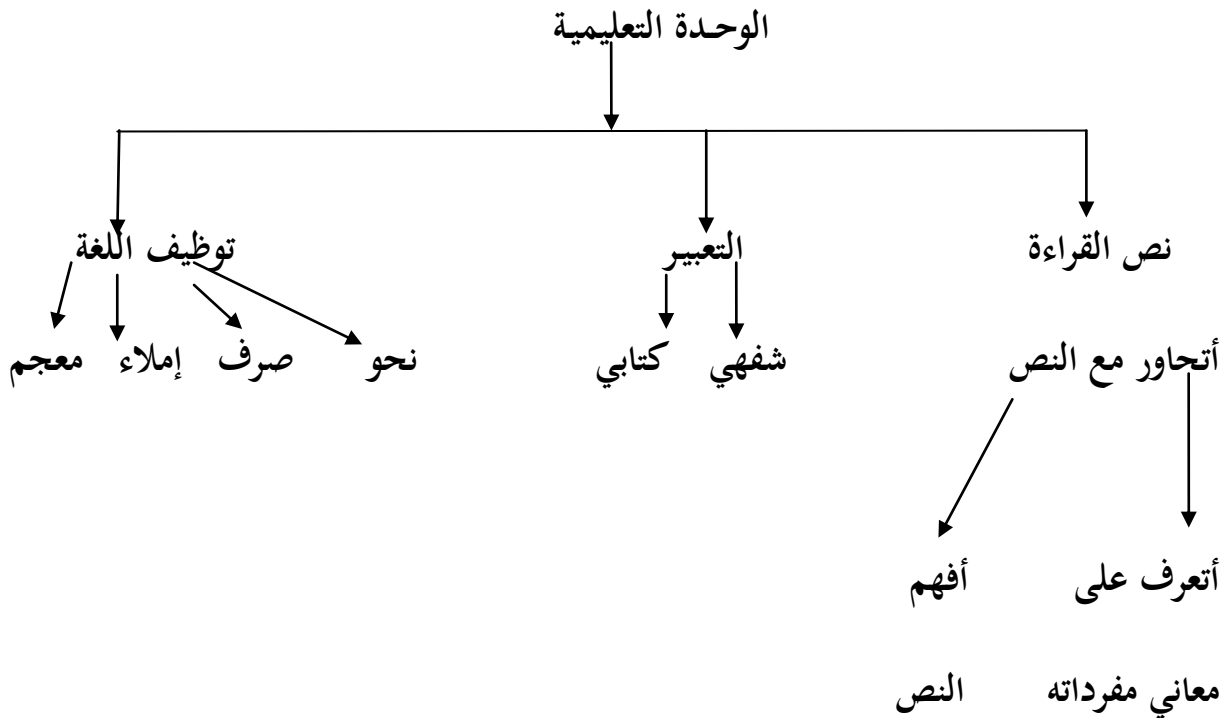 الوحدة التعليمية
نص القراءة التعبير توظيف اللغة
أتحاور مع النص شفهي كتابي نحو صرف إملاء معجم
أتعرف على أفهم
معاني مفرداته النص